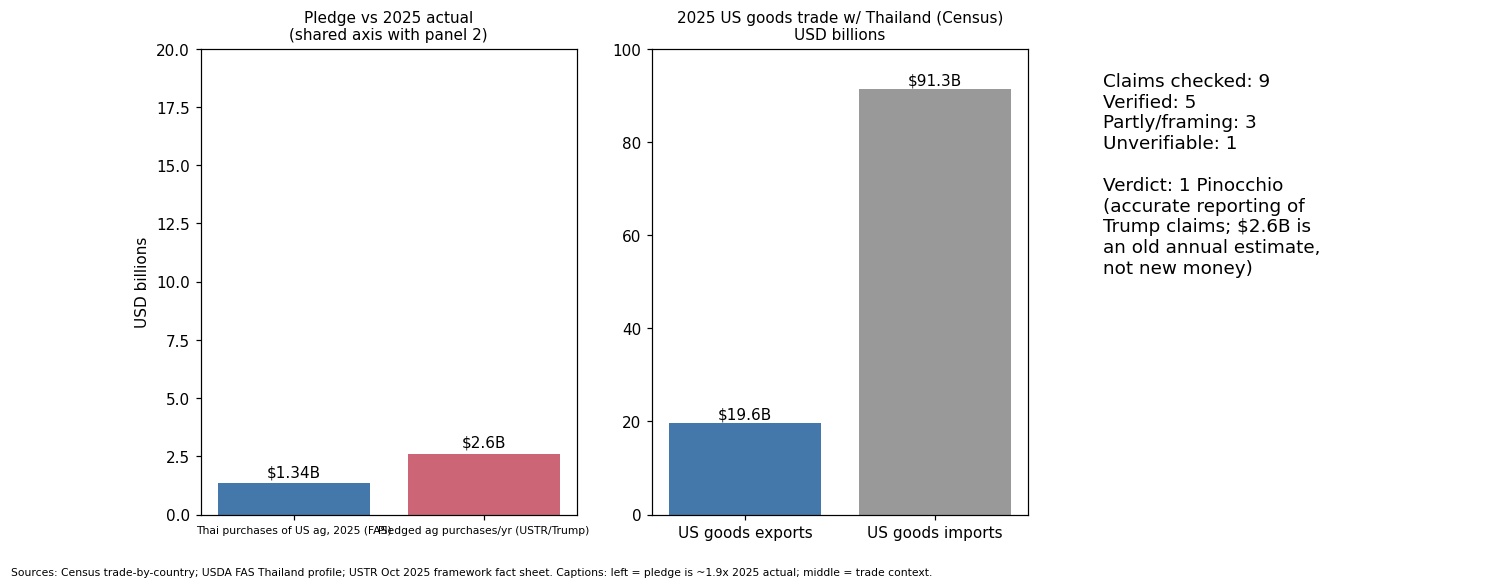 Pledge vs 2025 actual
(shared axis with panel 2)
20.0
17.5
15.0
12.5
10.0
7.5
5.0
2.5
0.0
USD billions
$1.34B
$2.6B
Thai purchases of US ag, 2025 (FAS)
Pledged ag purchases/yr (USTR/Trump)
2025 US goods trade w/ Thailand (Census)
USD billions
100
80
60
40
20
0
$19.6B
$91.3B
US goods exports
US goods imports
Claims checked: 9
Verified: 5
Partly/framing: 3
Unverifiable: 1
Verdict: 1 Pinocchio
(accurate reporting of
Trump claims; $2.6B is
an old annual estimate,
not new money)
Sources: Census trade-by-country; USDA FAS Thailand profile; USTR Oct 2025 framework fact sheet. Captions: left = pledge is ~1.9x 2025 actual; middle = trade context.